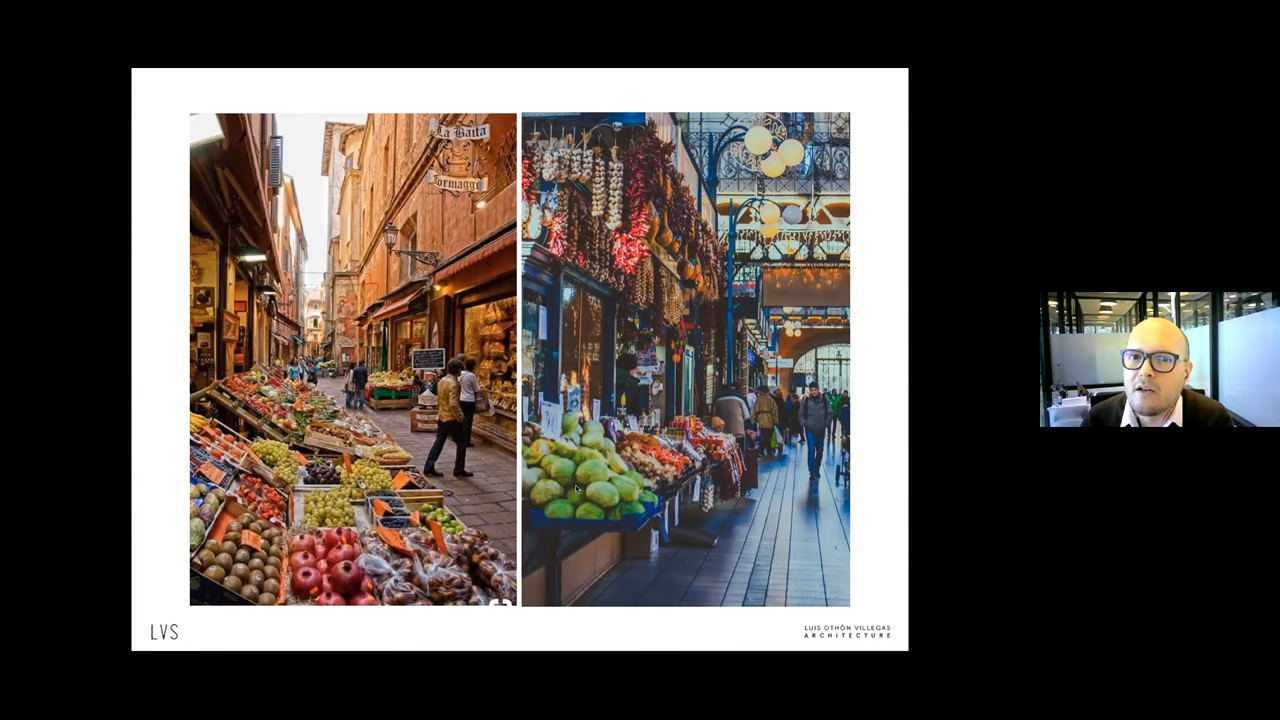 La Baita
Formaggi
LVS
LUIS OTHÓN VILLEGAS
ARCHITECTURE